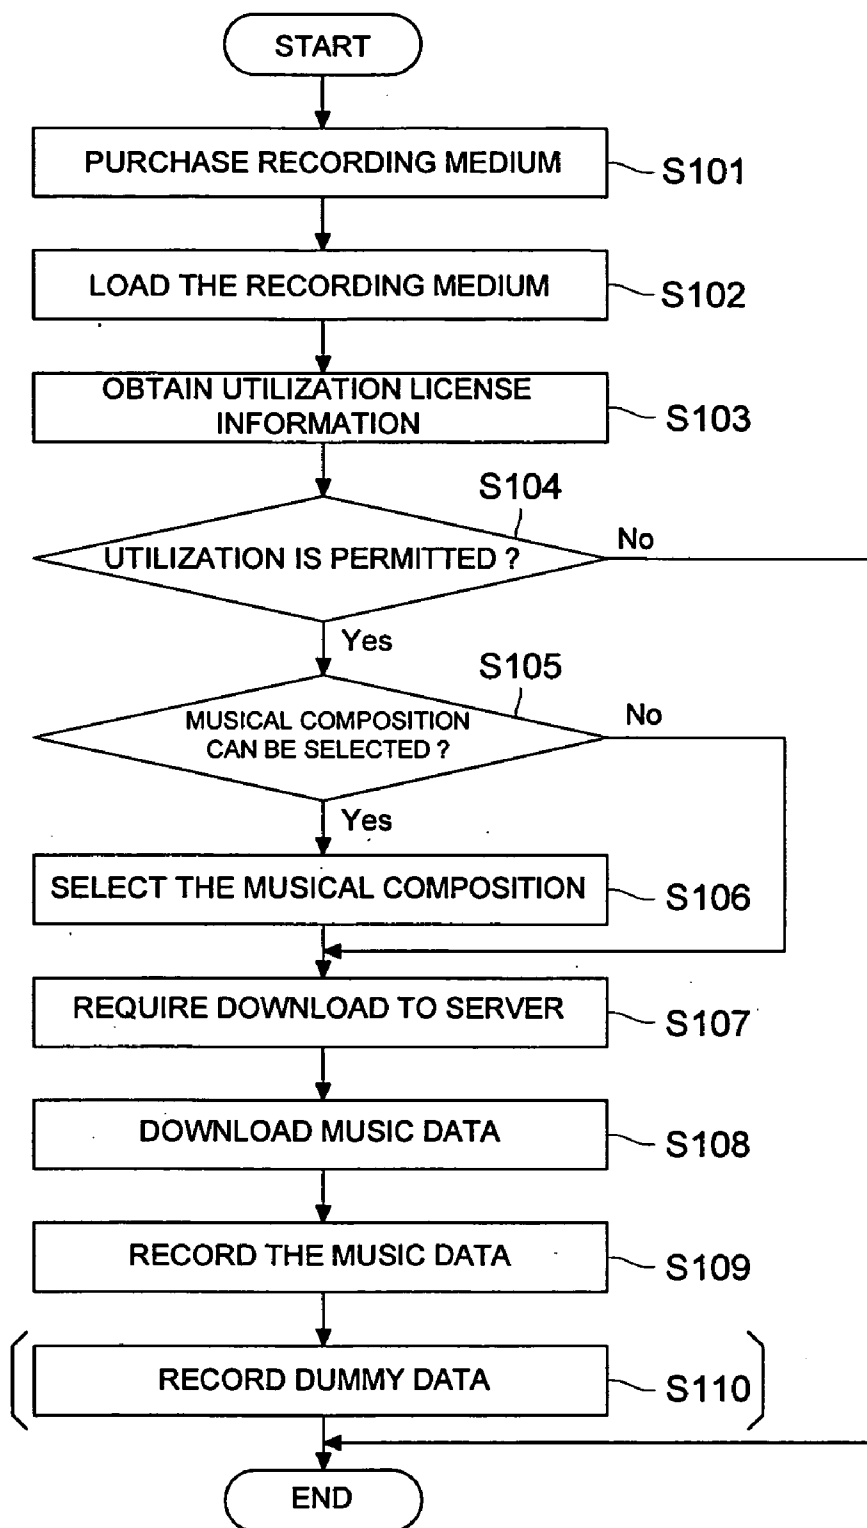 START
PURCHASE RECORDING MEDIUM
S101
LOAD THE RECORDING MEDIUM
S102
OBTAIN UTILIZATION LICENSE
INFORMATION
S103
S104
UTILIZATION IS PERMITTED ?
No
Yes
S105
MUSICAL COMPOSITION
CAN BE SELECTED ?
No
Yes
SELECT THE MUSICAL COMPOSITION
S106
REQUIRE DOWNLOAD TO SERVER
S107
DOWNLOAD MUSIC DATA
S108
RECORD THE MUSIC DATA
S109
RECORD DUMMY DATA
S110
END